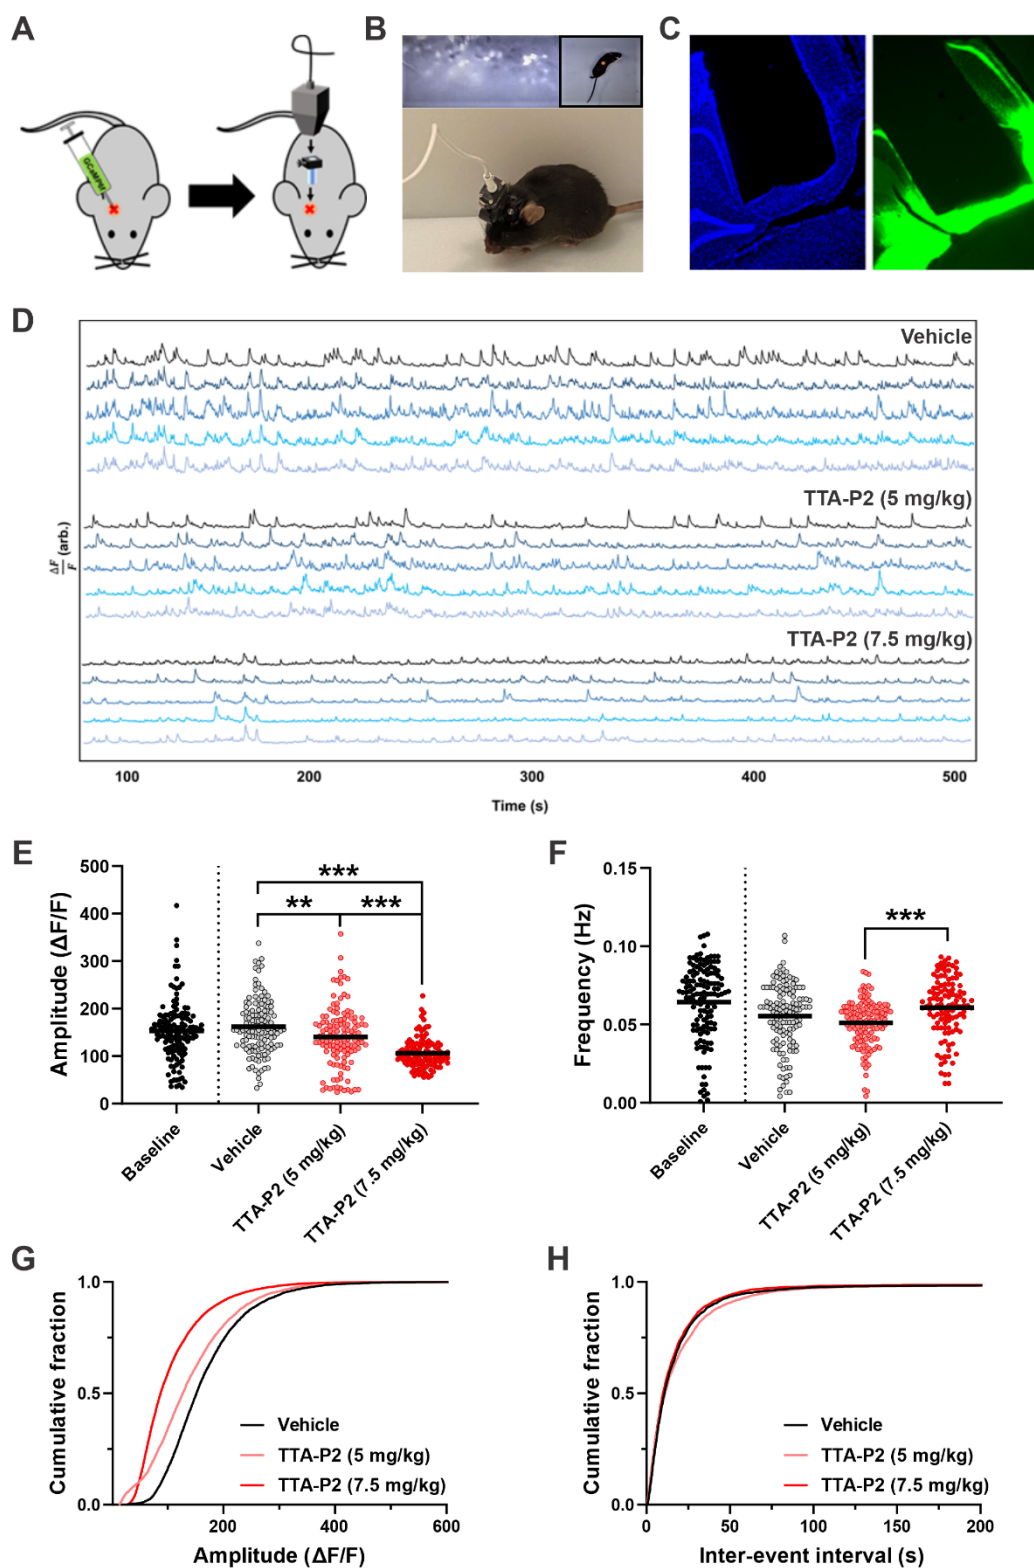 A
B
C
GCaMP6f
D
Vehicle
TTA-P2 (5 mg/kg)
TTA-P2 (7.5 mg/kg)
ΔF
F
(arb.)
100 200 300 400 500
Time (s)
E
500
400
300
200
100
0
Amplitude (ΔF/F)
***
** ***
Baseline
Vehicle
TTA-P2 (5 mg/kg)
TTA-P2 (7.5 mg/kg)
F
0.15
0.10
0.05
0.00
Frequency (Hz)
***
Baseline
Vehicle
TTA-P2 (5 mg/kg)
TTA-P2 (7.5 mg/kg)
G
1.0
0.5
0.0
Cumulative fraction
Vehicle
TTA-P2 (5 mg/kg)
TTA-P2 (7.5 mg/kg)
200 400 600
Amplitude (ΔF/F)
H
1.0
0.5
0.0
Cumulative fraction
Vehicle
TTA-P2 (5 mg/kg)
TTA-P2 (7.5 mg/kg)
0 50 100 150 200
Inter-event interval (s)